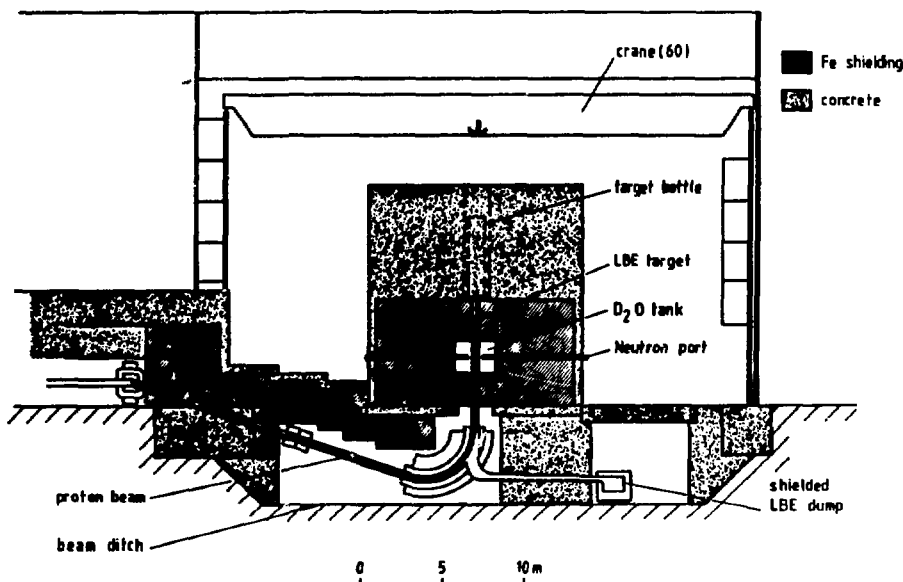 crane(60)
Fe shielding
concrete
target bottle
LBE target
D2O tank
Neutron port
proton beam
shielded
LBE dump
beam ditch
0 5 10m